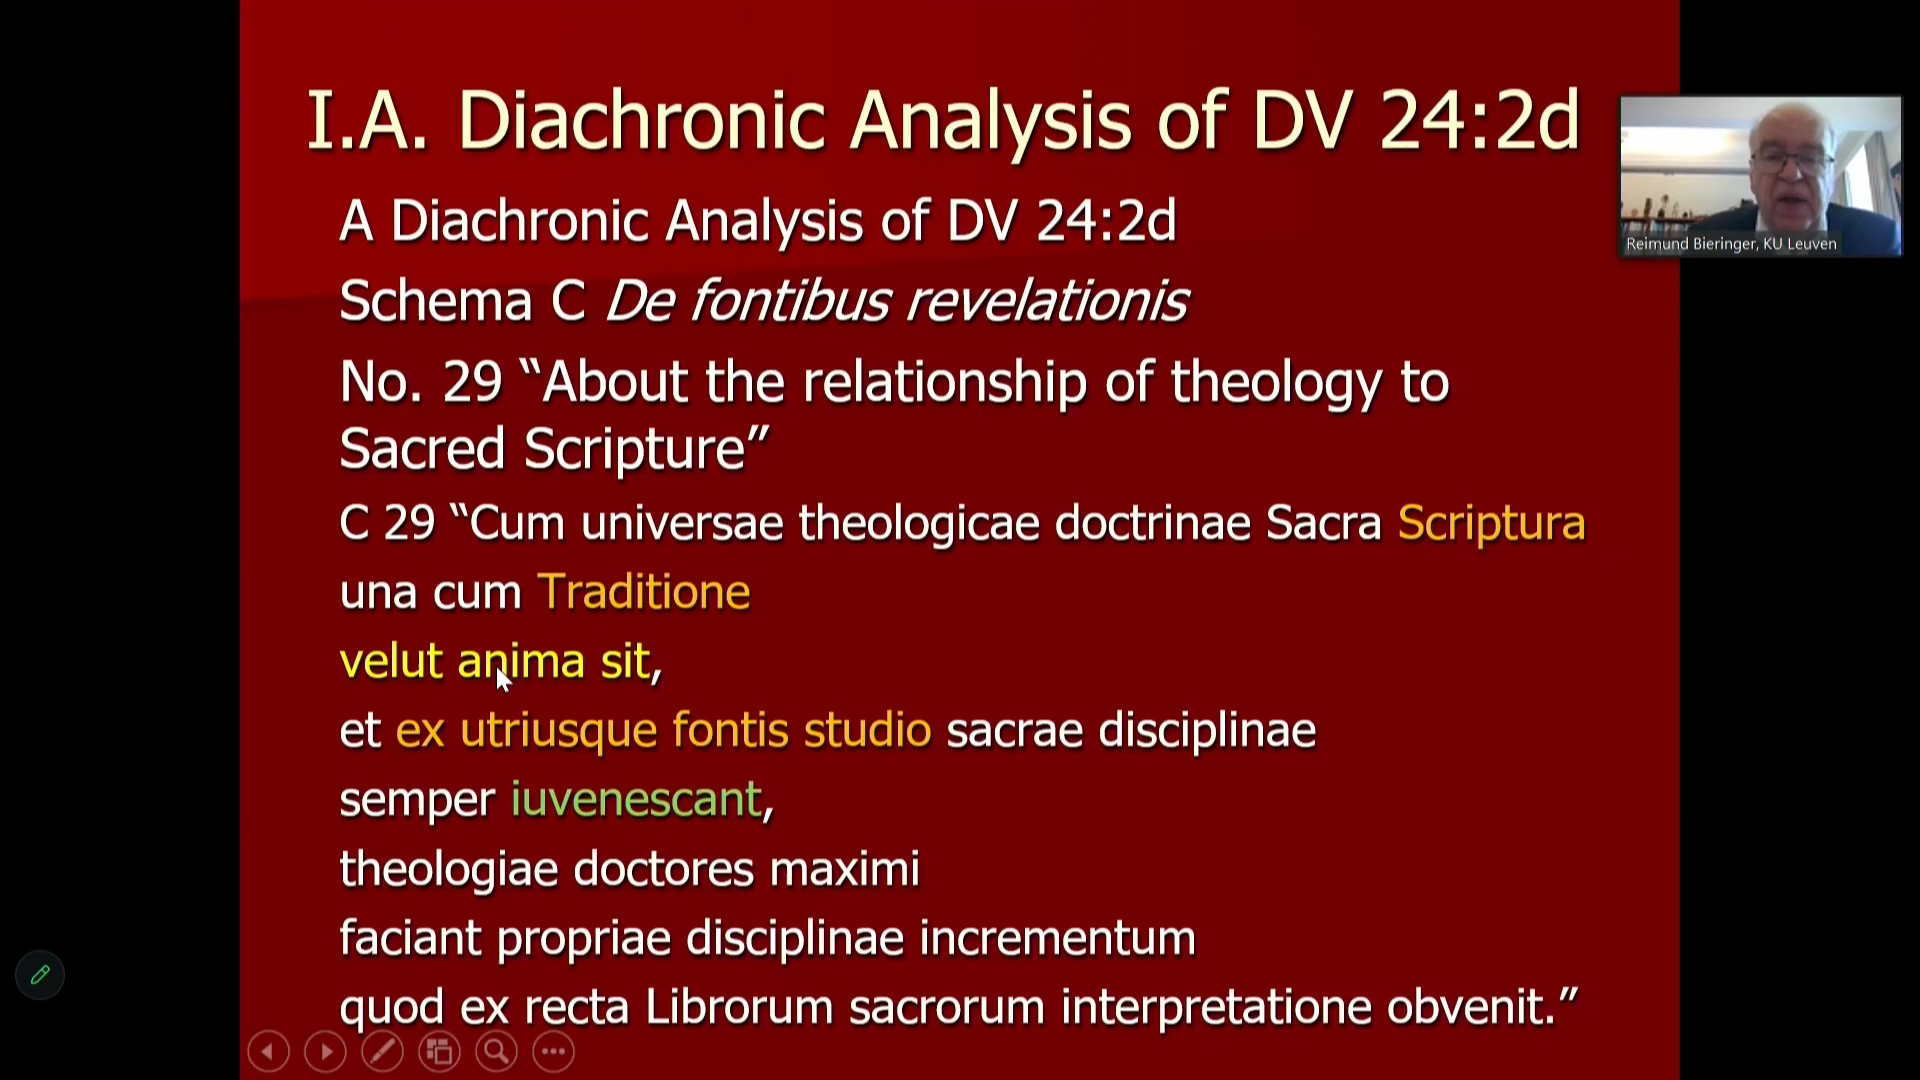 I.A. Diachronic Analysis of DV 24:2d
A Diachronic Analysis of DV 24:2d
Schema C De fontibus revelationis
No. 29 “About the relationship of theology to
Sacred Scripture”
C 29 “Cum universae theologicae doctrinae Sacra Scriptura
una cum Traditione
velut anima sit,
et ex utriusque fontis studio sacrae disciplinae
semper iuvenescant,
theologiae doctores maximi
faciant propriae disciplinae incrementum
quod ex recta Librorum sacrorum interpretatione obvenit.”
Reimund Bieringer, KU Leuven